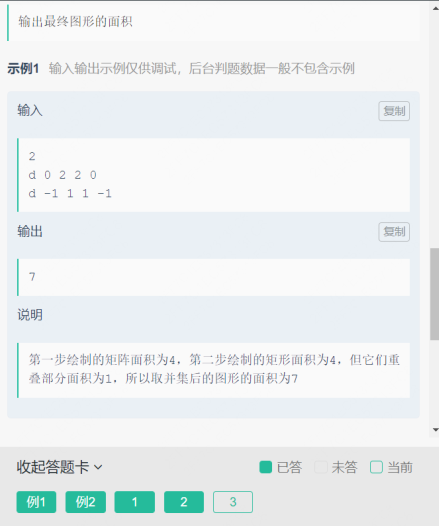 输出最终图形的面积
示例1 输入输出示例仅供调试，后台判题数据一般不包含示例
输入 复制
2
d 0 2 2 0
d -1 1 1 -1
输出 复制
7
说明
第一步绘制的矩阵面积为4，第二步绘制的矩形面积为4，但它们重
叠部分面积为1，所以取并集后的图形的面积为7
收起答题卡 已答 未答 当前
例1 例2 1 2 3